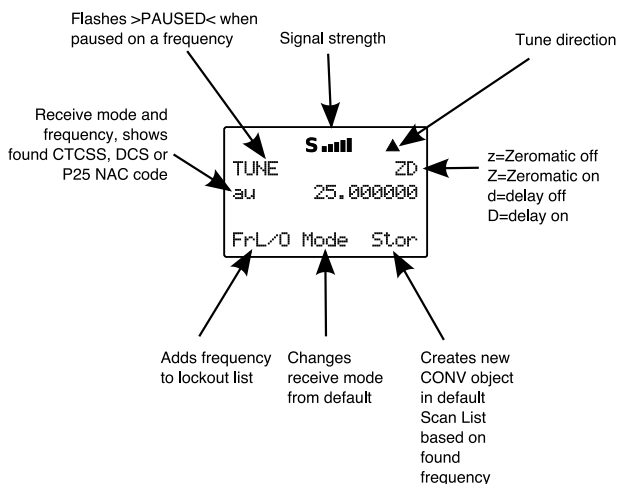 Flashes >PAUSED< when
paused on a frequency
Signal strength
Tune direction
Receive mode and
frequency, shows
found CTCSS, DCS or
P25 NAC code
S
TUNE ZD
au 25.000000
FrL/O Mode Stor
z=Zeromatic off
Z=Zeromatic on
d=delay off
D=delay on
Adds frequency
to lockout list
Changes
receive mode
from default
Creates new
CONV object
in default
Scan List
based on
found
frequency